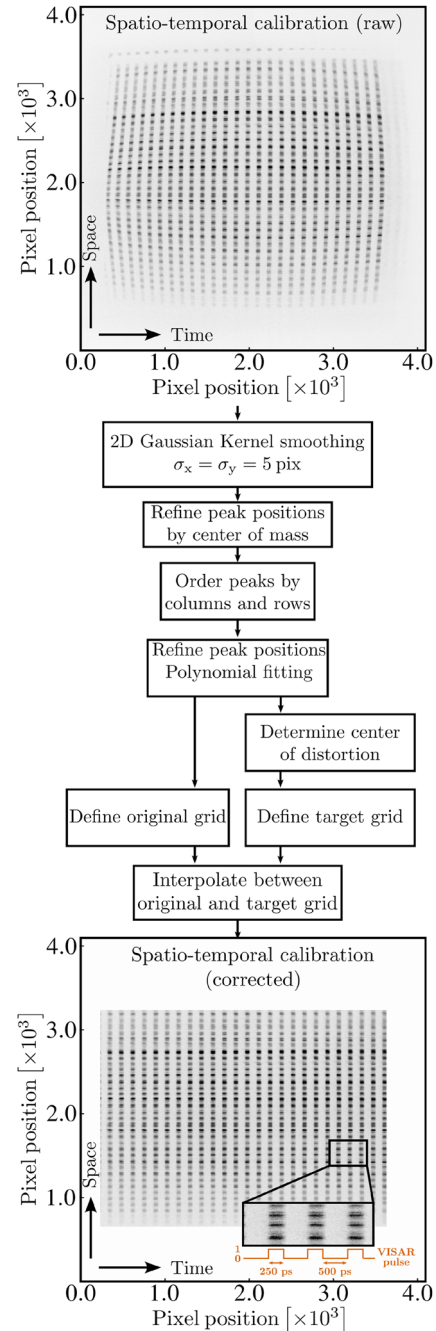 4.0
Spatio-temporal calibration (raw)
3.0
2.0
1.0
Pixel position [×10³]
Space
Time
0.0 1.0 2.0 3.0 4.0
Pixel position [×10³]
2D Gaussian Kernel smoothing
σx = σy = 5 pix
Refine peak positions
by center of mass
Order peaks by
columns and rows
Refine peak positions
Polynomial fitting
Determine center
of distortion
Define original grid
Define target grid
Interpolate between
original and target grid
4.0
Spatio-temporal calibration
(corrected)
3.0
2.0
1.0
Pixel position [×10³]
Space
Time
1
0
VISAR
pulse
250 ps
500 ps
0.0 1.0 2.0 3.0 4.0
Pixel position [×10³]